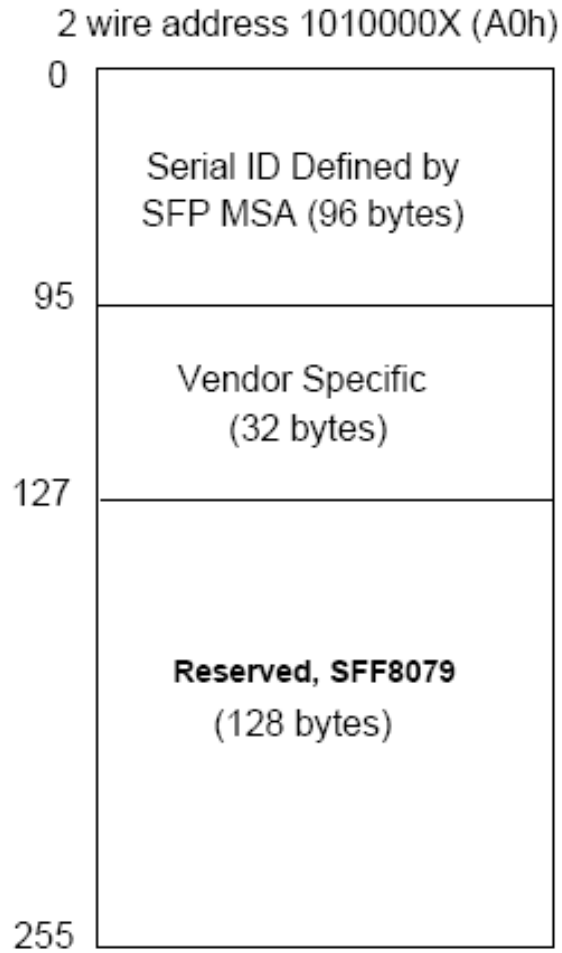 2 wire address 1010000X (A0h)
0
Serial ID Defined by
SFP MSA (96 bytes)
95
Vendor Specific
(32 bytes)
127
Reserved, SFF8079
(128 bytes)
255